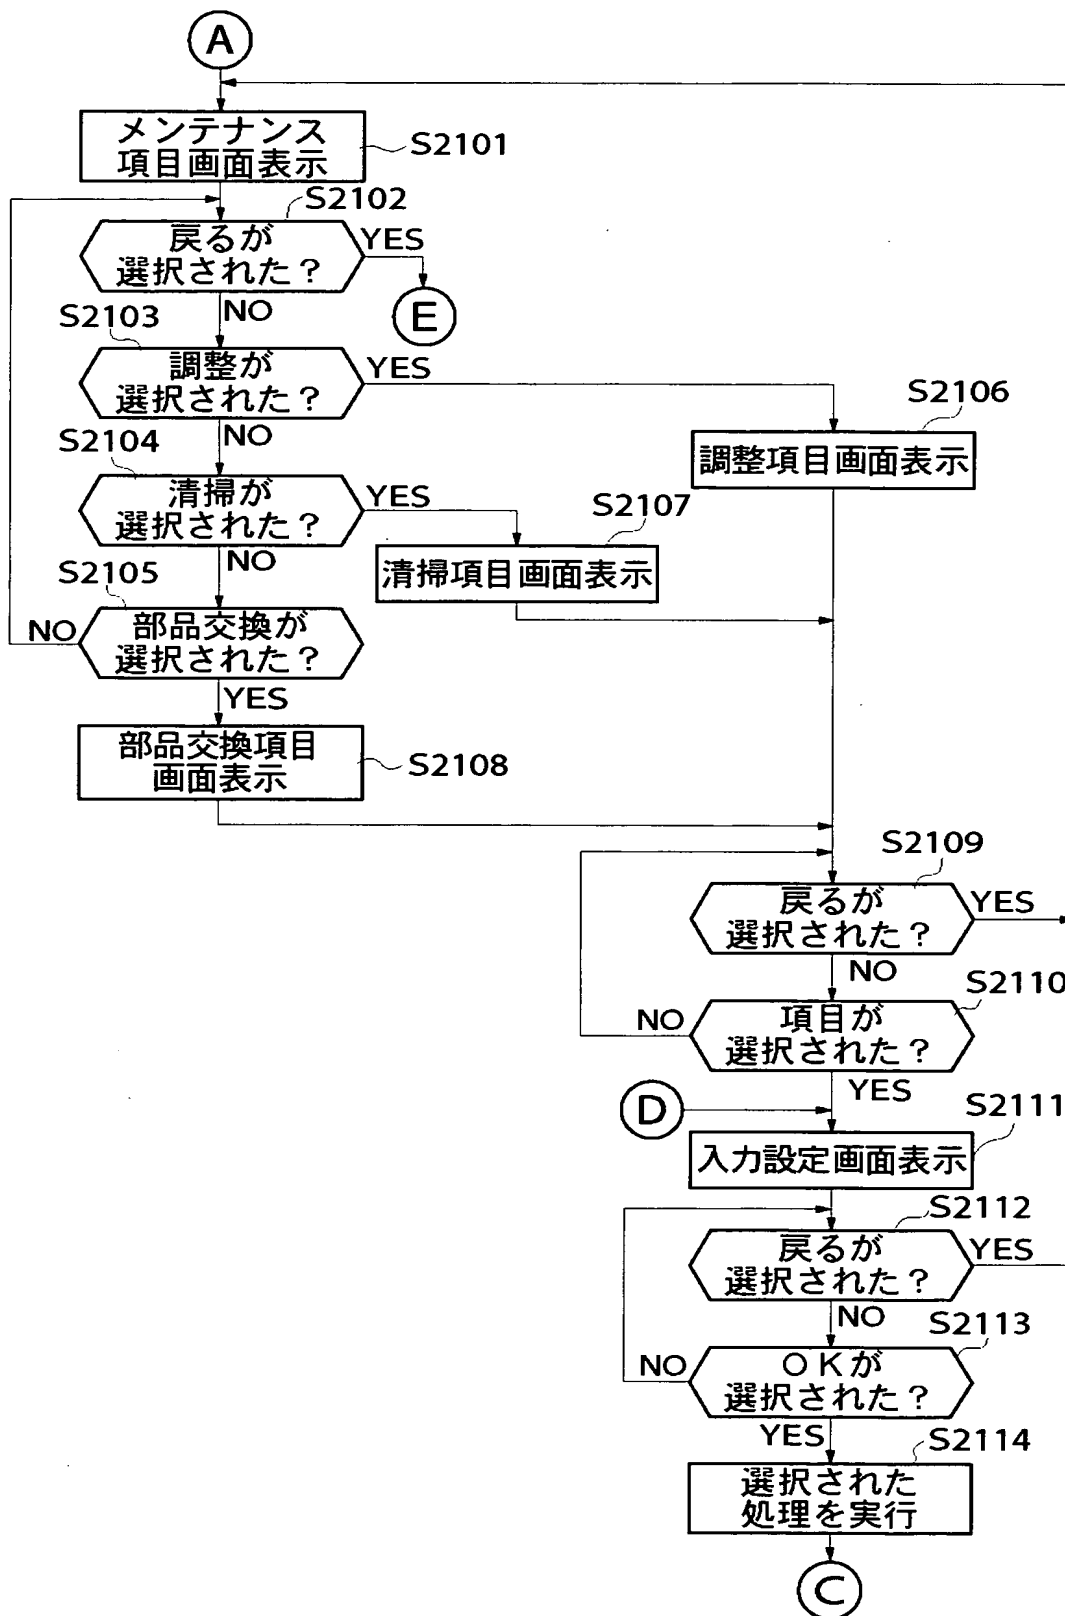 A
メンテナンス
項目画面表示
S2101
S2102
戻るが
選択された？
YES
E
NO
S2103
調整が
選択された？
YES
S2106
調整項目画面表示
NO
S2104
清掃が
選択された？
YES
S2107
清掃項目画面表示
NO
S2105
部品交換が
選択された？
NO
YES
部品交換項目
画面表示
S2108
S2109
戻るが
選択された？
YES
NO
S2110
項目が
選択された？
NO
YES
D
S2111
入力設定画面表示
S2112
戻るが
選択された？
YES
NO
S2113
ＯＫが
選択された？
NO
YES
S2114
選択された
処理を実行
C